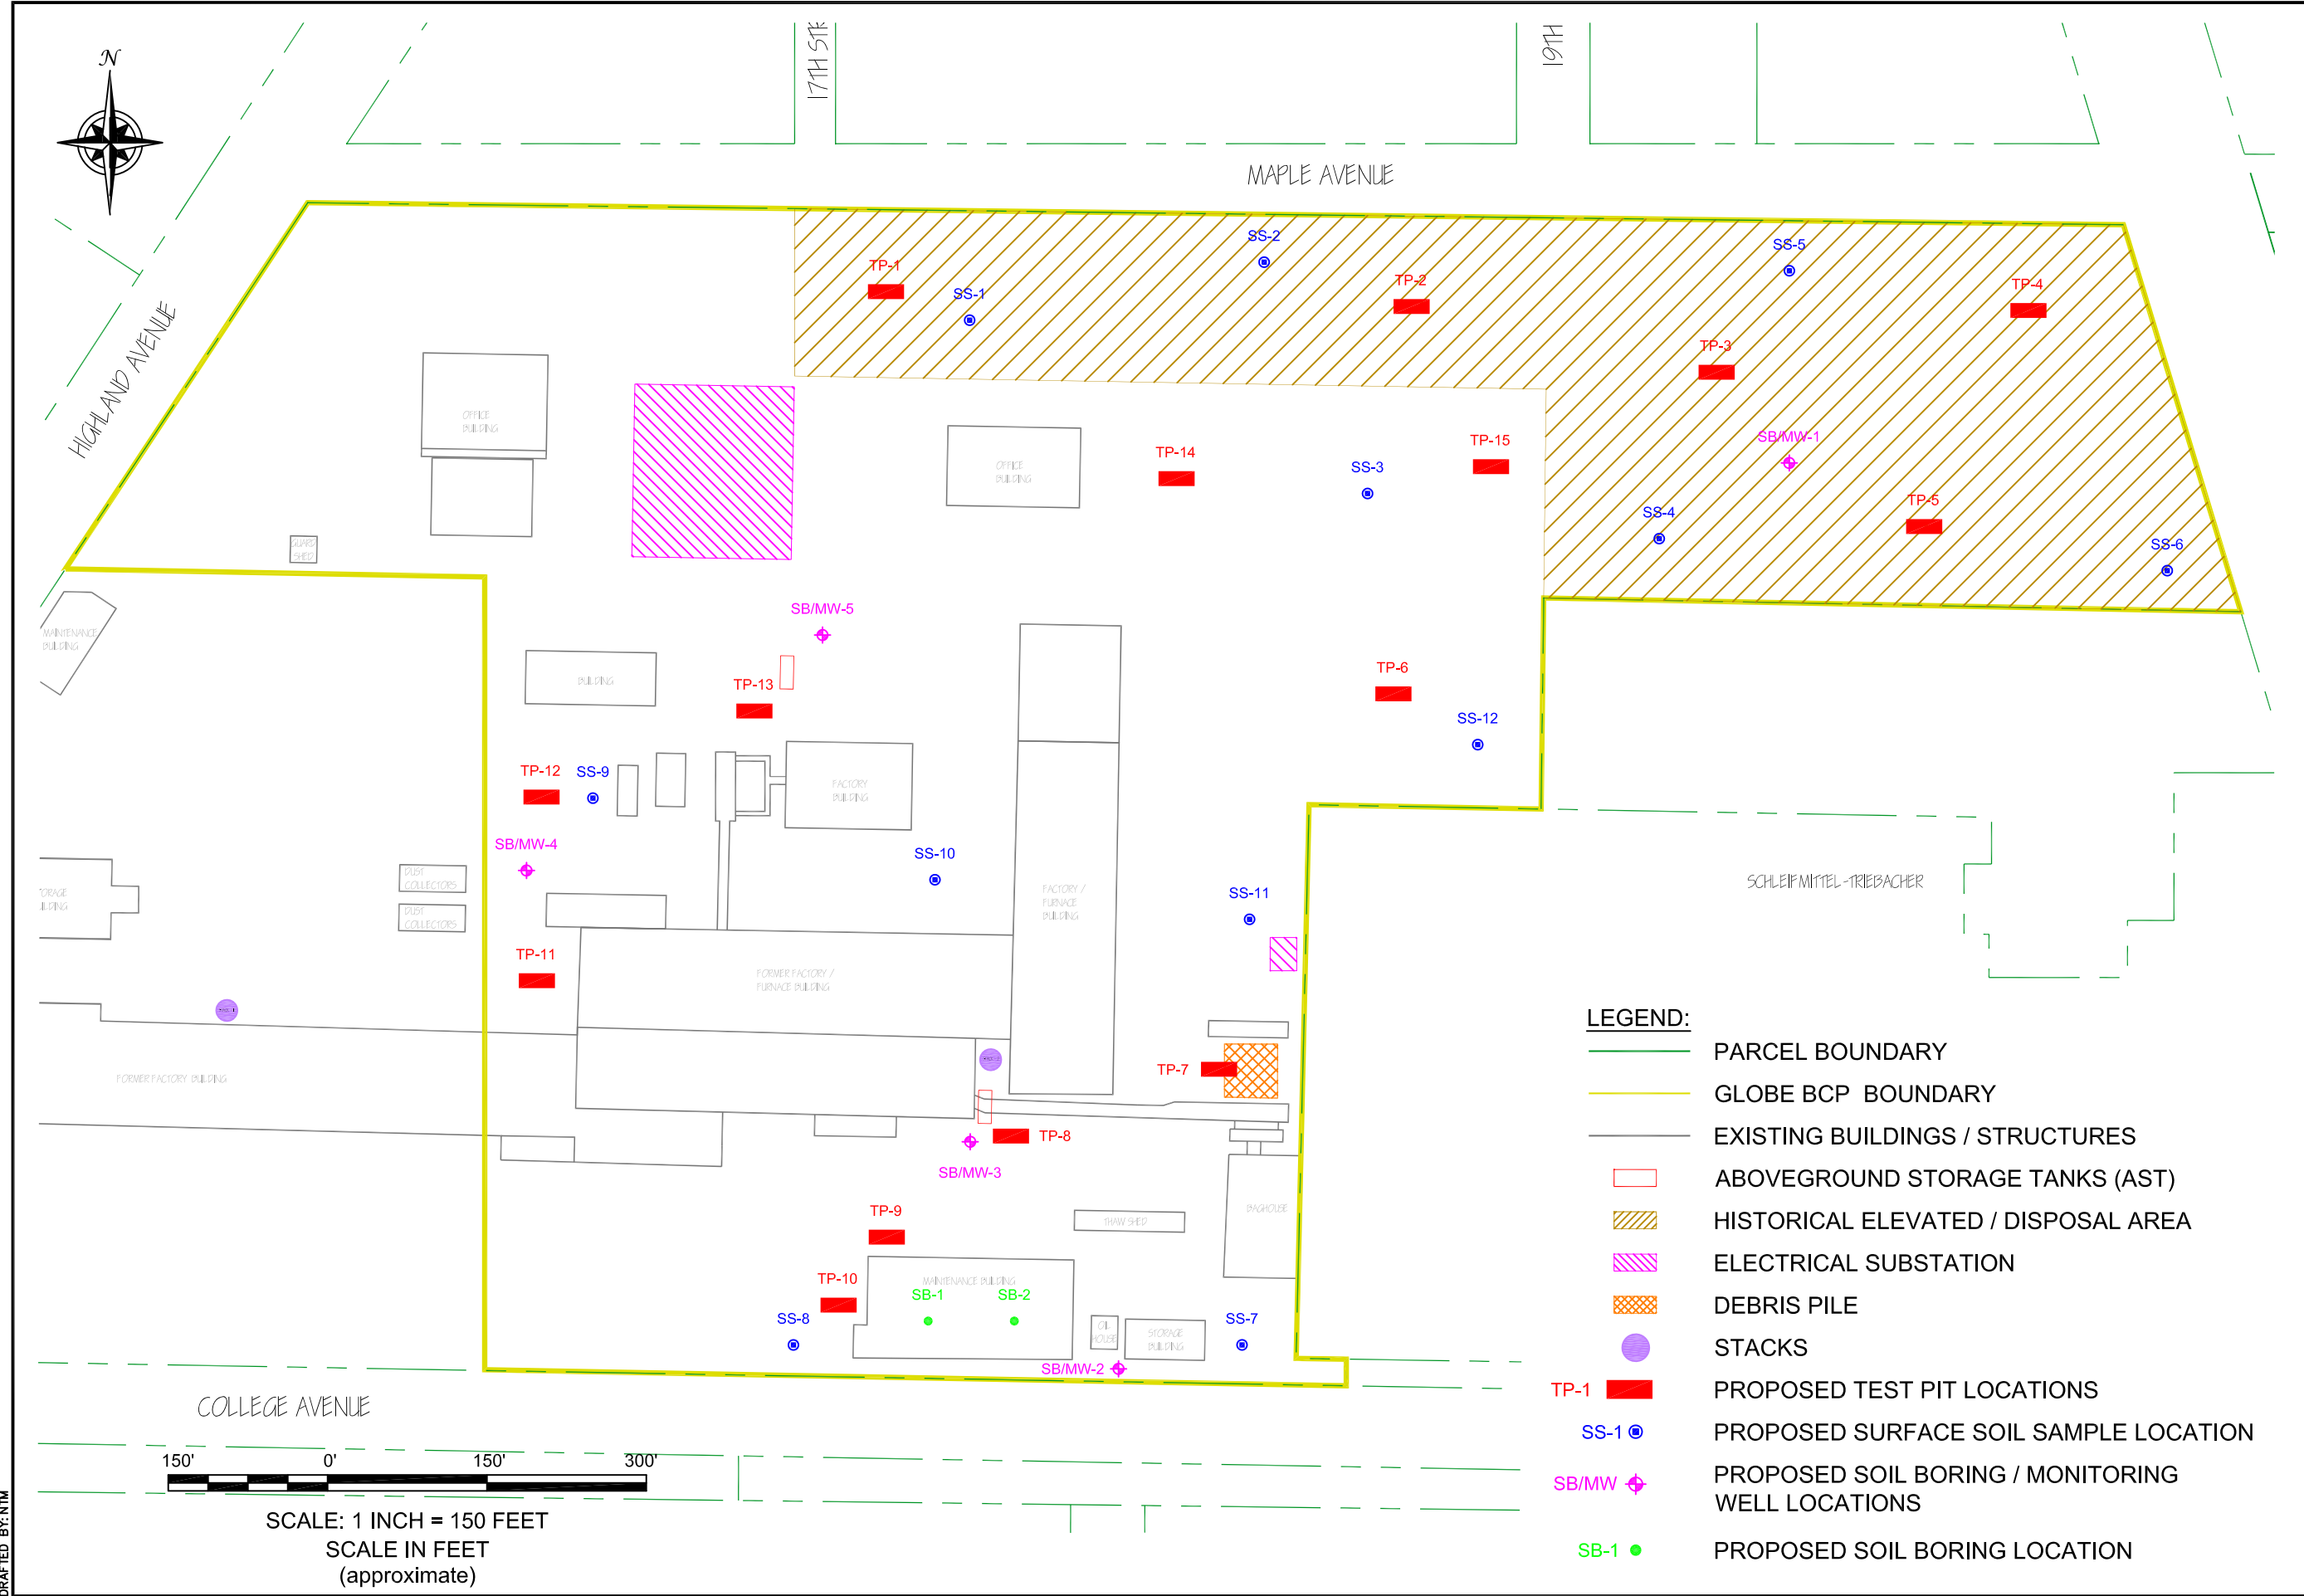 N
17TH STR
19TH
MAPLE AVENUE
HIGHLAND AVENUE
TP-1
SS-1
SS-2
TP-2
SS-5
TP-4
TP-3
OFFICE
BUILDING
OFFICE
BUILDING
TP-14
SS-3
TP-15
SB/MW-1
SS-4
TP-5
SS-6
GUARD
SHED
MAINTENANCE
BUILDING
SB/MW-5
BUILDING
TP-13
TP-6
SS-12
TP-12
SS-9
FACTORY
BUILDING
SB/MW-4
SS-10
DUST
COLLECTORS
DUST
COLLECTORS
TORAGE
ILDING
FACTORY /
FURNACE
BUILDING
SS-11
SCHLEIFMITTEL-TRIEBACHER
TP-11
FORMER FACTORY /
FURNACE BUILDING
FORMER FACTORY BUILDING
TP-7
TP-8
SB/MW-3
TP-9
THAW SHED
BAGHOUSE
TP-10
MAINTENANCE BUILDING
SB-1
SB-2
SS-8
OIL
HOUSE
STORAGE
BUILDING
SS-7
SB/MW-2
COLLEGE AVENUE
150'
0'
150'
300'
SCALE: 1 INCH = 150 FEET
SCALE IN FEET
(approximate)
LEGEND:
PARCEL BOUNDARY
GLOBE BCP BOUNDARY
EXISTING BUILDINGS / STRUCTURES
ABOVEGROUND STORAGE TANKS (AST)
HISTORICAL ELEVATED / DISPOSAL AREA
ELECTRICAL SUBSTATION
DEBRIS PILE
STACKS
TP-1 PROPOSED TEST PIT LOCATIONS
SS-1 PROPOSED SURFACE SOIL SAMPLE LOCATION
SB/MW PROPOSED SOIL BORING / MONITORING
WELL LOCATIONS
SB-1 PROPOSED SOIL BORING LOCATION
DRAFTED BY: NTM